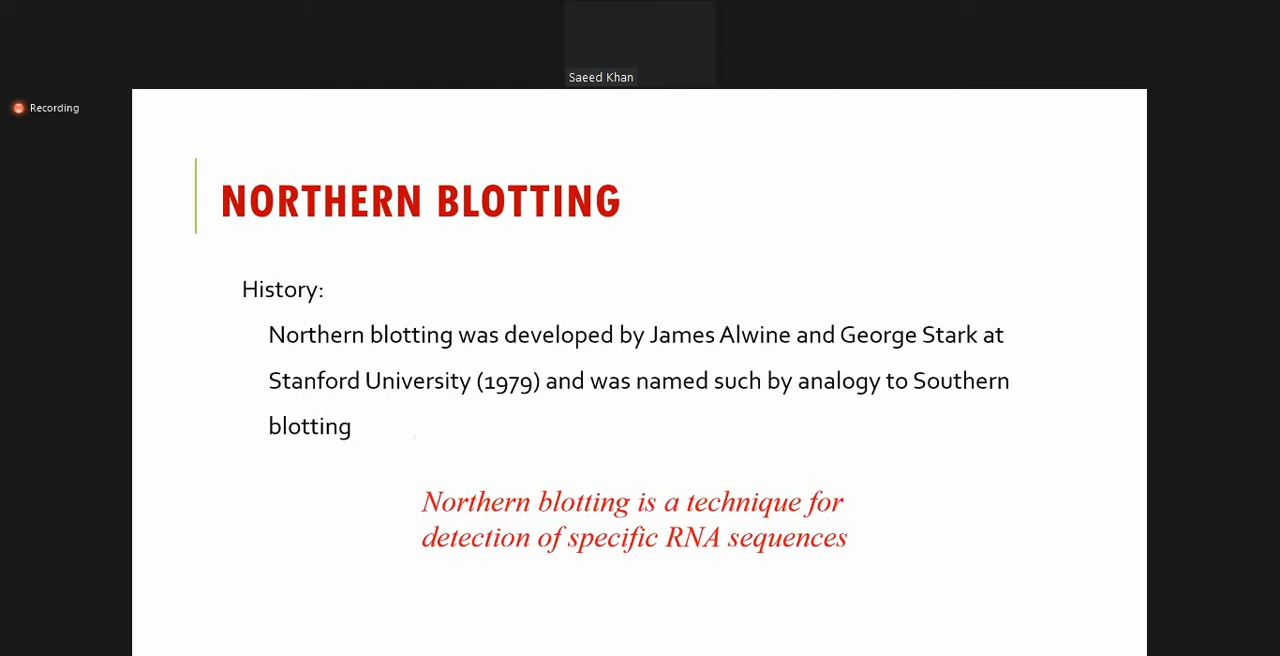 Saeed Khan
Recording
NORTHERN BLOTTING
History:
Northern blotting was developed by James Alwine and George Stark at
Stanford University (1979) and was named such by analogy to Southern
blotting
Northern blotting is a technique for
detection of specific RNA sequences